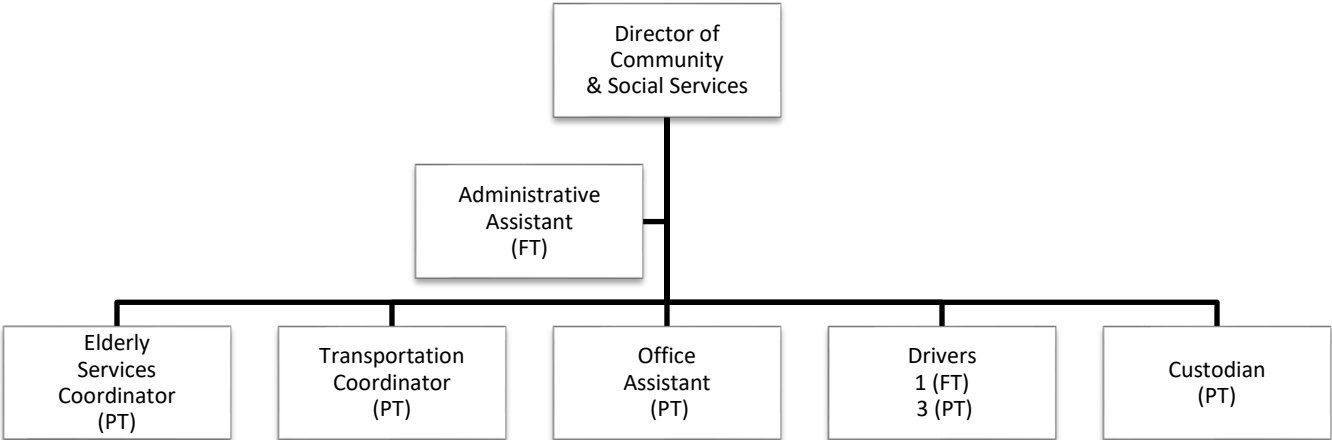 Director of
Community
& Social Services
Administrative
Assistant
(FT)
Elderly
Services
Coordinator
(PT)
Transportation
Coordinator
(PT)
Office
Assistant
(PT)
Drivers
1 (FT)
3 (PT)
Custodian
(PT)